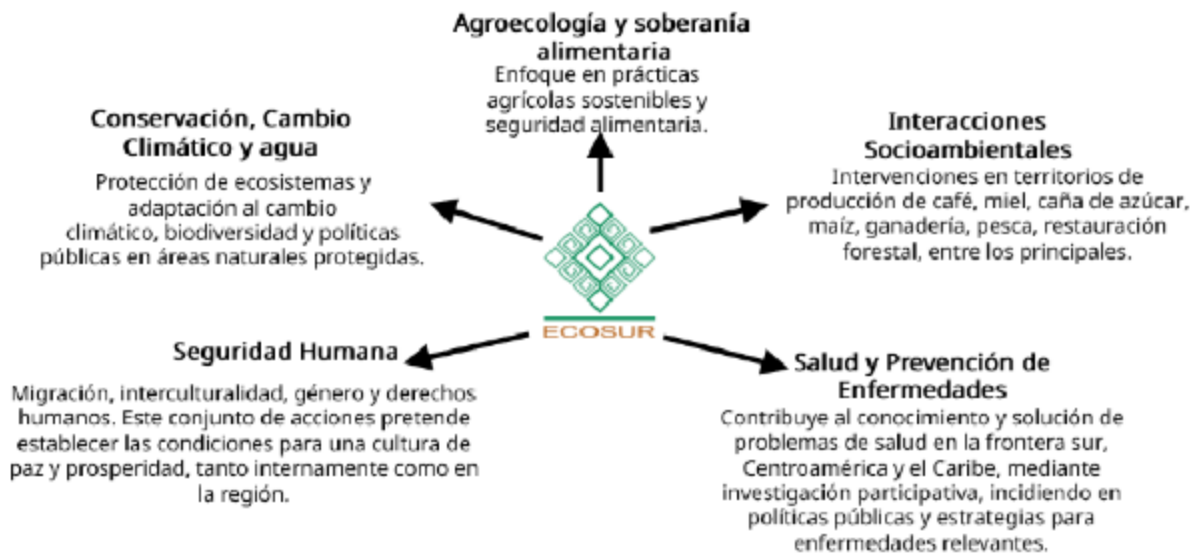 Agroecología y soberanía
alimentaria
Enfoque en prácticas
agrícolas sostenibles y
seguridad alimentaria.
Conservación, Cambio
Climático y agua
Protección de ecosistemas y
adaptación al cambio
climático, biodiversidad y políticas
públicas en áreas naturales protegidas.
Interacciones
Socioambientales
Intervenciones en territorios de
producción de café, miel, caña de azúcar,
maíz, ganadería, pesca, restauración
forestal, entre los principales.
ECOSUR
Seguridad Humana
Migración, interculturalidad, género y derechos
humanos. Este conjunto de acciones pretende
establecer las condiciones para una cultura de
paz y prosperidad, tanto internamente como en
la región.
Salud y Prevención de
Enfermedades
Contribuye al conocimiento y solución de
problemas de salud en la frontera sur,
Centroamérica y el Caribe, mediante
investigación participativa, incidiendo en
políticas públicas y estrategias para
enfermedades relevantes.